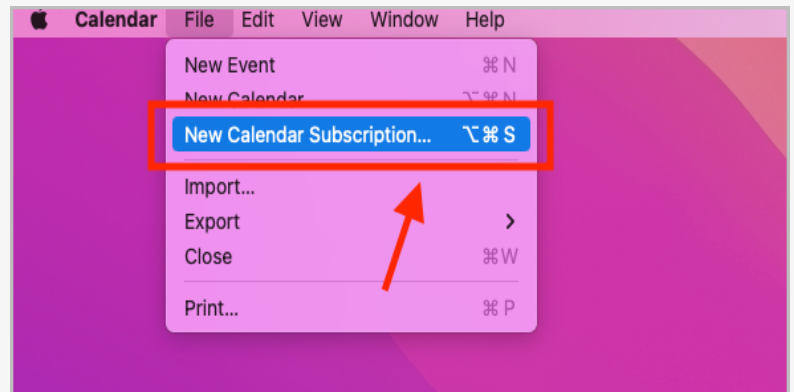 Calendar File Edit View Window Help
New Event ⌘ N
New Calendar ⌥ ⌘ N
New Calendar Subscription... ⌥ ⌘ S
Import...
Export >
Close ⌘ W
Print... ⌘ P